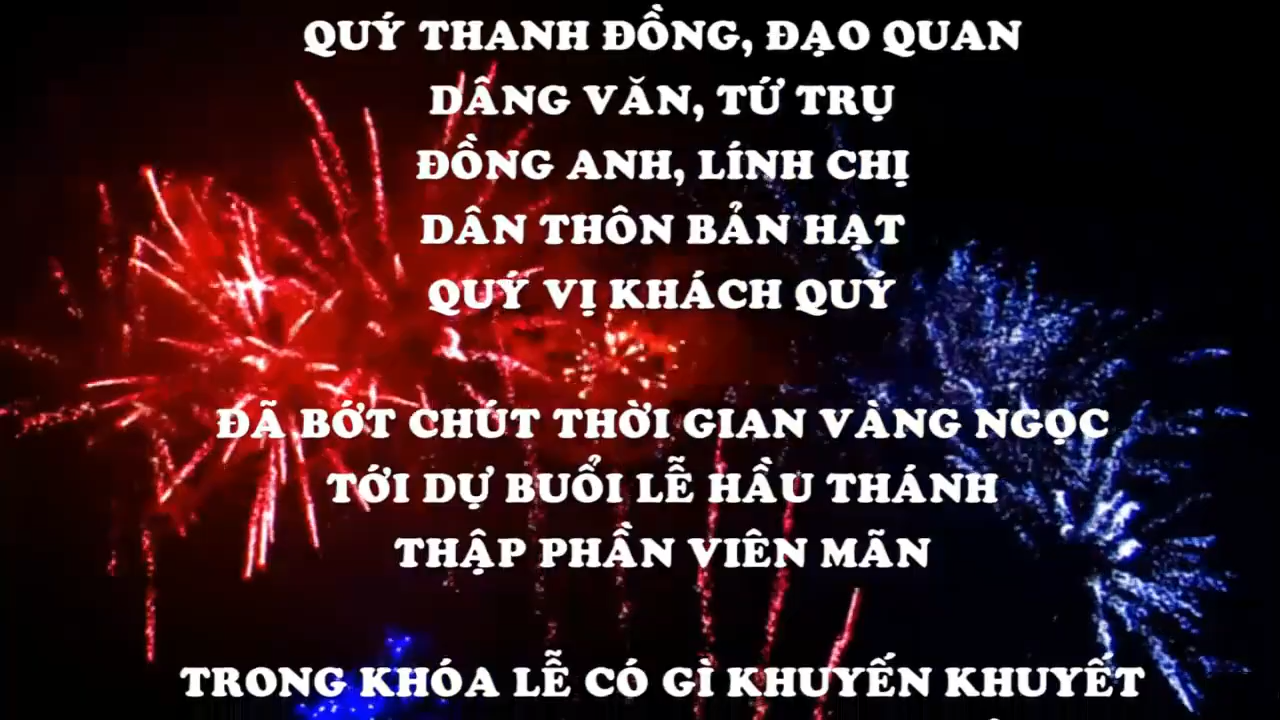 QUÝ THANH ĐỒNG, ĐẠO QUAN
DÂNG VĂN, TỨ TRỤ
ĐỒNG ANH, LÍNH CHỊ
DÂN THÔN BẢN HẠT
QUÝ VỊ KHÁCH QUÝ
ĐÃ BỚT CHÚT THỜI GIAN VÀNG NGỌC
TỚI DỰ BUỔI LỄ HẦU THÁNH
THẬP PHẦN VIÊN MÃN
TRONG KHÓA LỄ CÓ GÌ KHUYẾN KHUYẾT